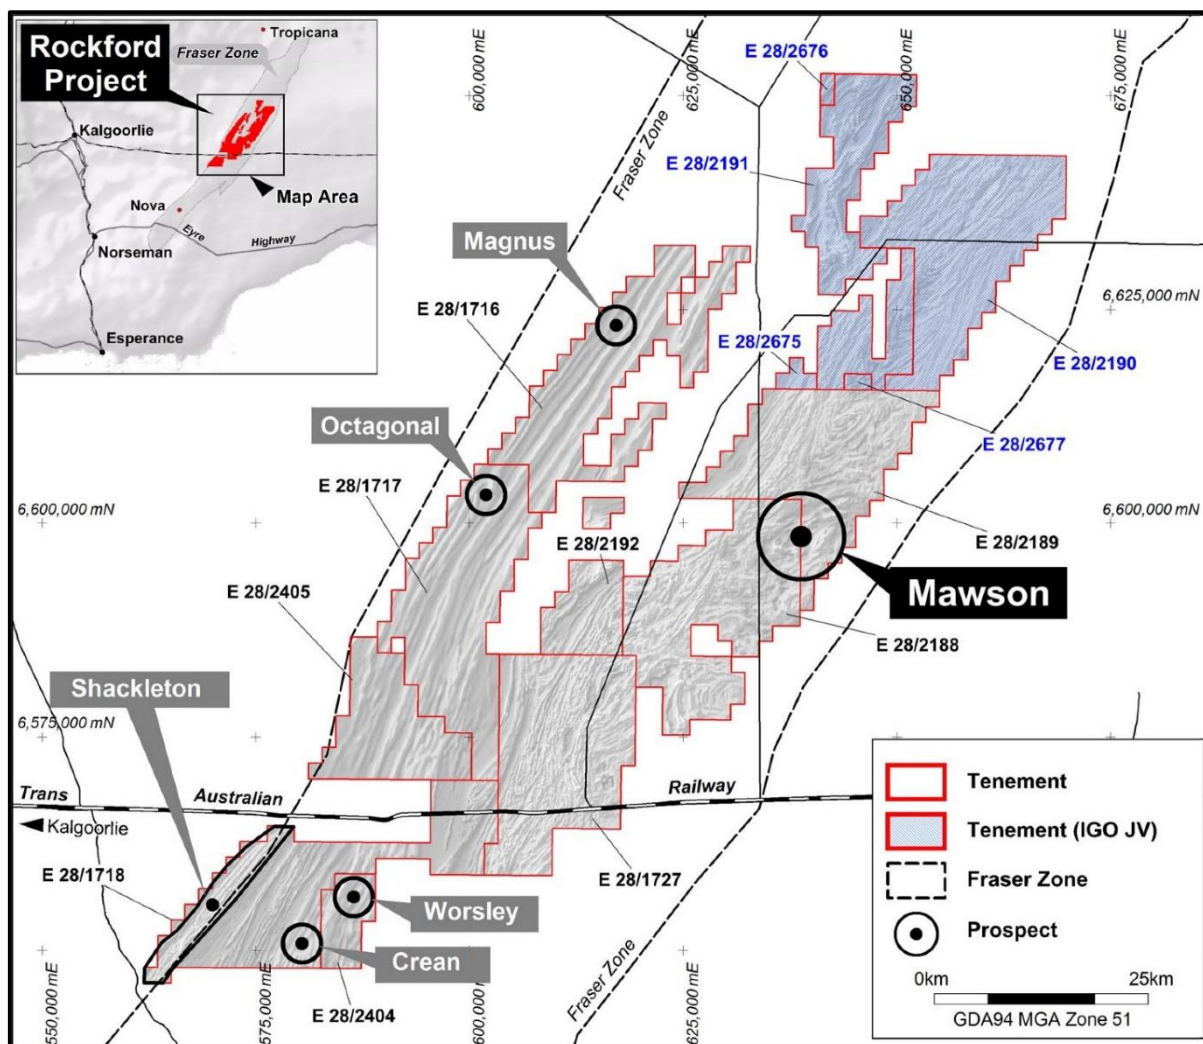 Rockford
Project
Tropicana
Fraser Zone
Kalgoorlie
Map Area
Nova
Eyre
Highway
Norseman
Esperance
600,000 mE
625,000 mE
650,000 mE
675,000 mE
E 28/2676
Fraser Zone
E 28/2191
Magnus
E 28/1716
6,625,000 mN
E 28/2675
E 28/2190
Octagonal
E 28/2677
E 28/1717
6,600,000 mN
6,600,000 mN
E 28/2192
E 28/2189
E 28/2405
Mawson
E 28/2188
Shackleton
6,575,000 mN
Trans
Australian
Railway
Kalgoorlie
E 28/1718
E 28/1727
Worsley
Crean
E 28/2404
Fraser Zone
550,000 mE
575,000 mE
600,000 mE
625,000 mE
Tenement
Tenement (IGO JV)
Fraser Zone
Prospect
0km
25km
GDA94 MGA Zone 51